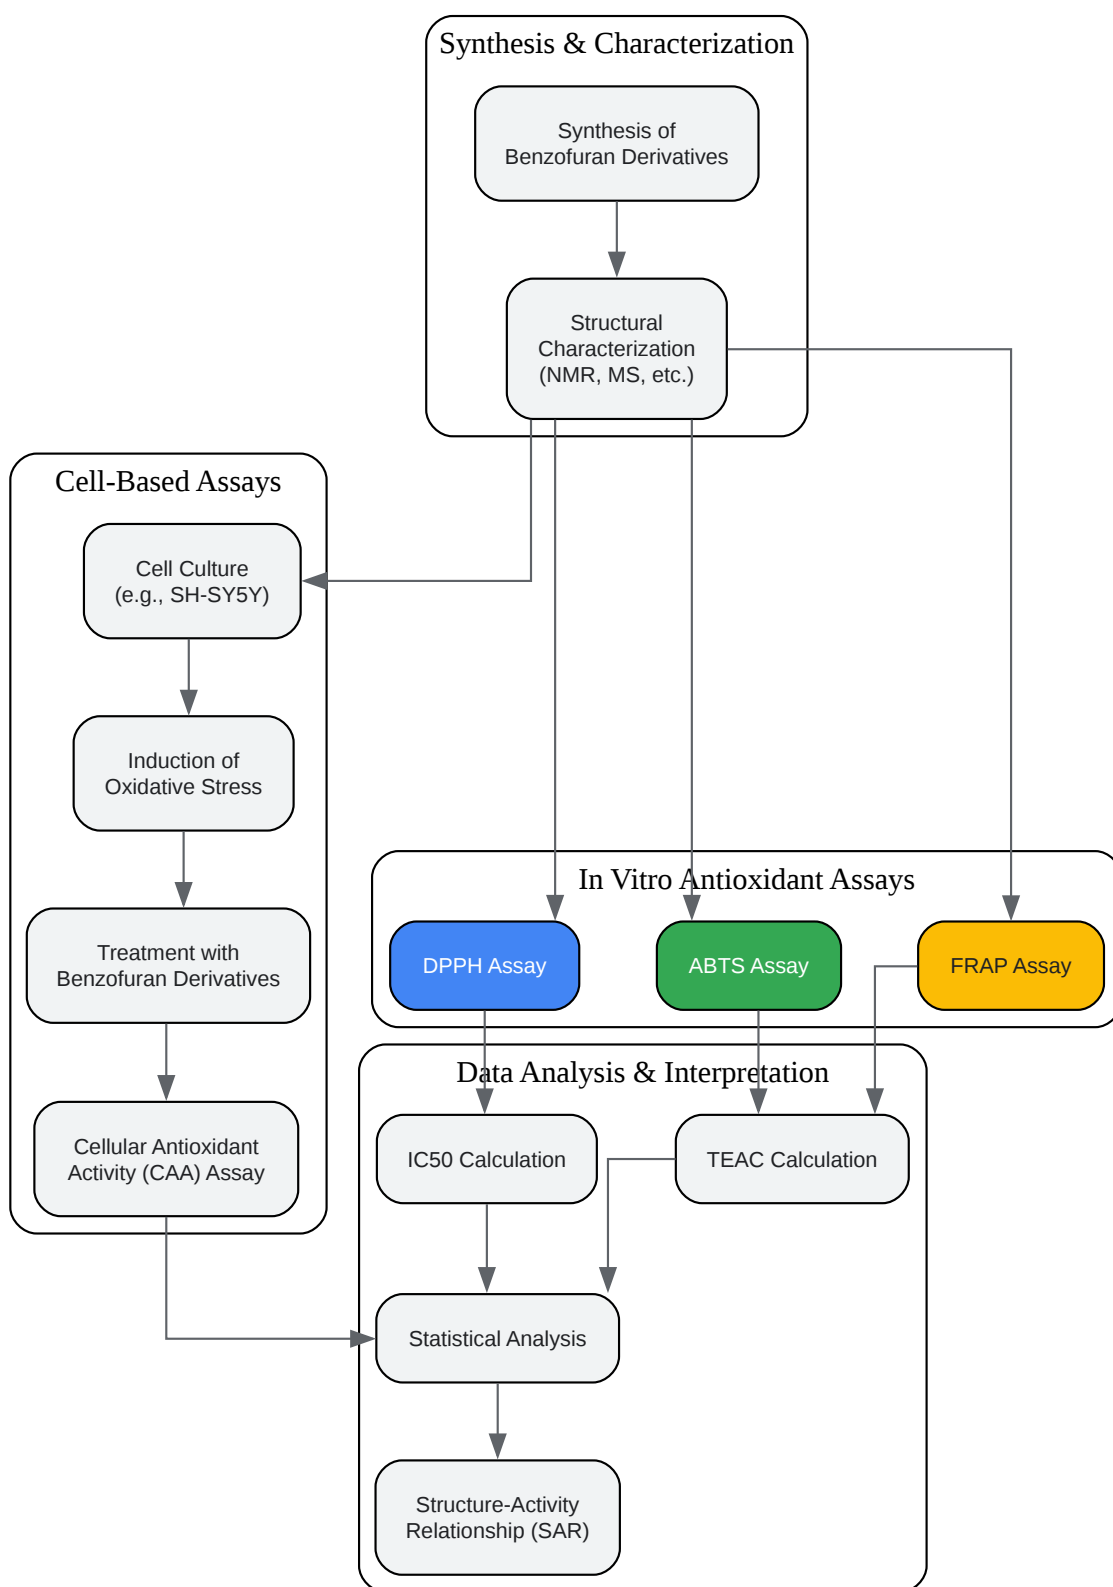 Synthesis & Characterization
Synthesis of
Benzofuran Derivatives
Structural
Characterization
(NMR, MS, etc.)
Cell-Based Assays
Cell Culture
(e.g., SH-SY5Y)
Induction of
Oxidative Stress
Treatment with
Benzofuran Derivatives
Cellular Antioxidant
Activity (CAA) Assay
In Vitro Antioxidant Assays
DPPH Assay
ABTS Assay
FRAP Assay
Data Analysis & Interpretation
IC50 Calculation
TEAC Calculation
Statistical Analysis
Structure-Activity
Relationship (SAR)